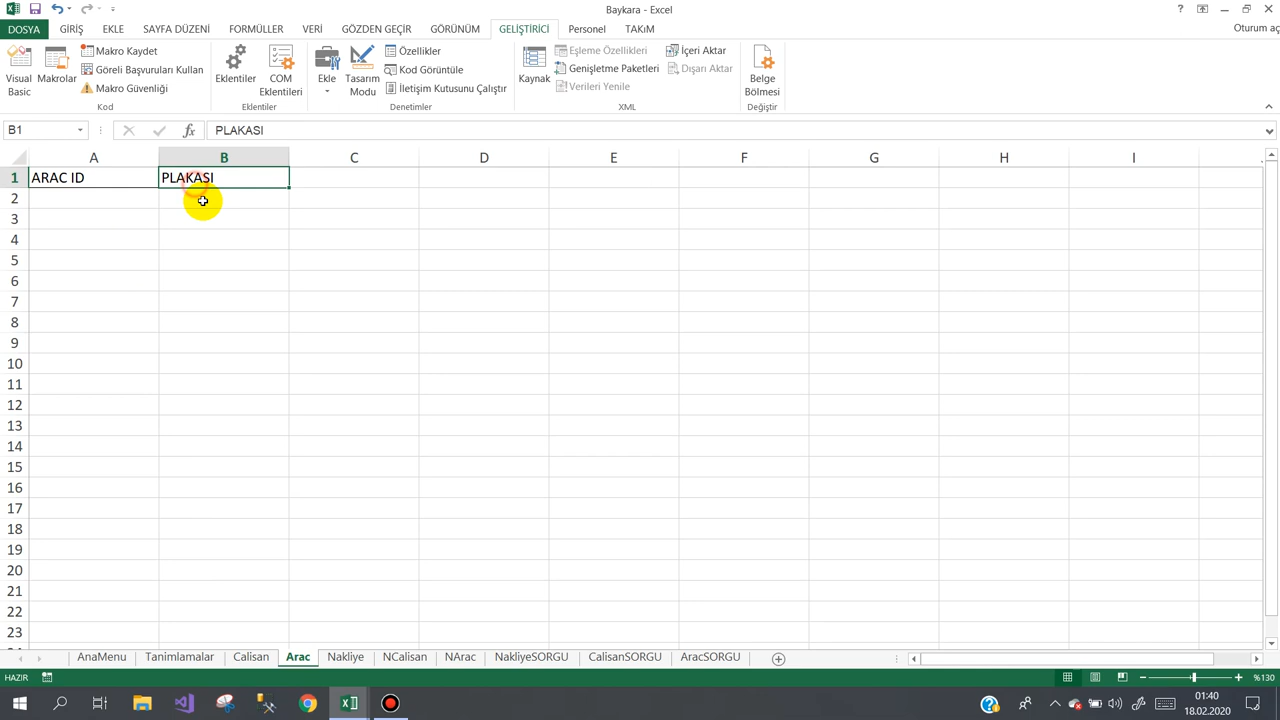 Baykara - Excel
DOSYA GİRİŞ EKLE SAYFA DÜZENİ FORMÜLLER VERİ GÖZDEN GEÇİR GÖRÜNÜM GELİŞTİRİCİ Personel TAKIM
Oturum aç
Visual Basic
Makrolar
Makro Kaydet
Göreli Başvuruları Kullan
Makro Güvenliği
Kod
Eklentiler
COM Eklentileri
Eklentiler
Ekle
Tasarım Modu
Özellikler
Kod Görüntüle
İletişim Kutusunu Çalıştır
Denetimler
Kaynak
Eşleme Özellikleri
Genişletme Paketleri
Verileri Yenile
İçeri Aktar
Dışarı Aktar
XML
Belge Bölmesi
Değiştir
B1 fx PLAKASI
A B C D E F G H I
1 ARAC ID PLAKASI
2
3
4
5
6
7
8
9
10
11
12
13
14
15
16
17
18
19
20
21
22
23
AnaMenu Tanimlamalar Calisan Arac Nakliye NCalisan NArac NakliyeSORGU CalisanSORGU AracSORGU
HAZIR %130
01:40
18.02.2020